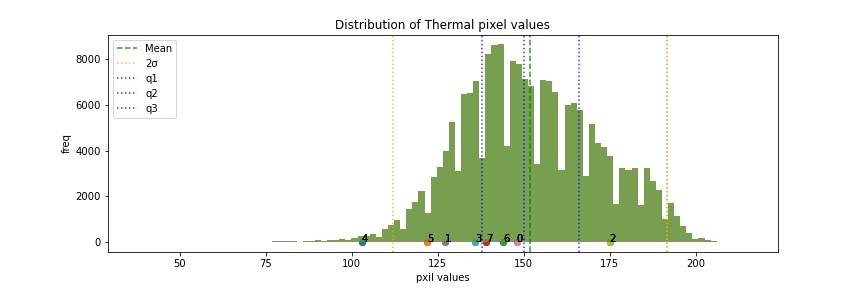 Distribution of Thermal pixel values
Mean
2σ
q1
q2
q3
freq
8000
6000
4000
2000
0
4 5 1 3 7 6 0 2
50 75 100 125 150 175 200
pxil values